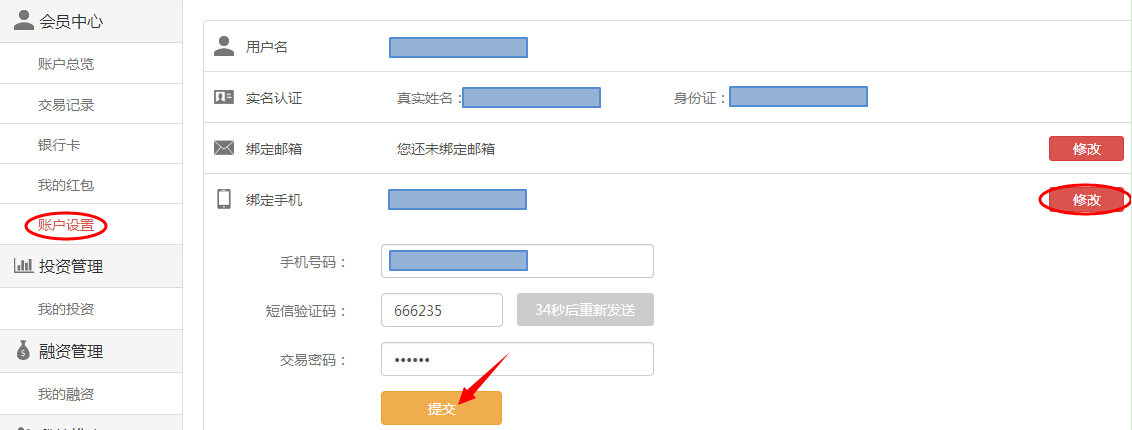 会员中心
账户总览
交易记录
银行卡
我的红包
账户设置
投资管理
我的投资
融资管理
我的融资
用户名
实名认证 真实姓名： 身份证：
绑定邮箱 您还未绑定邮箱 修改
绑定手机 修改
手机号码：
短信验证码： 666235 34秒后重新发送
交易密码： ••••••
提交